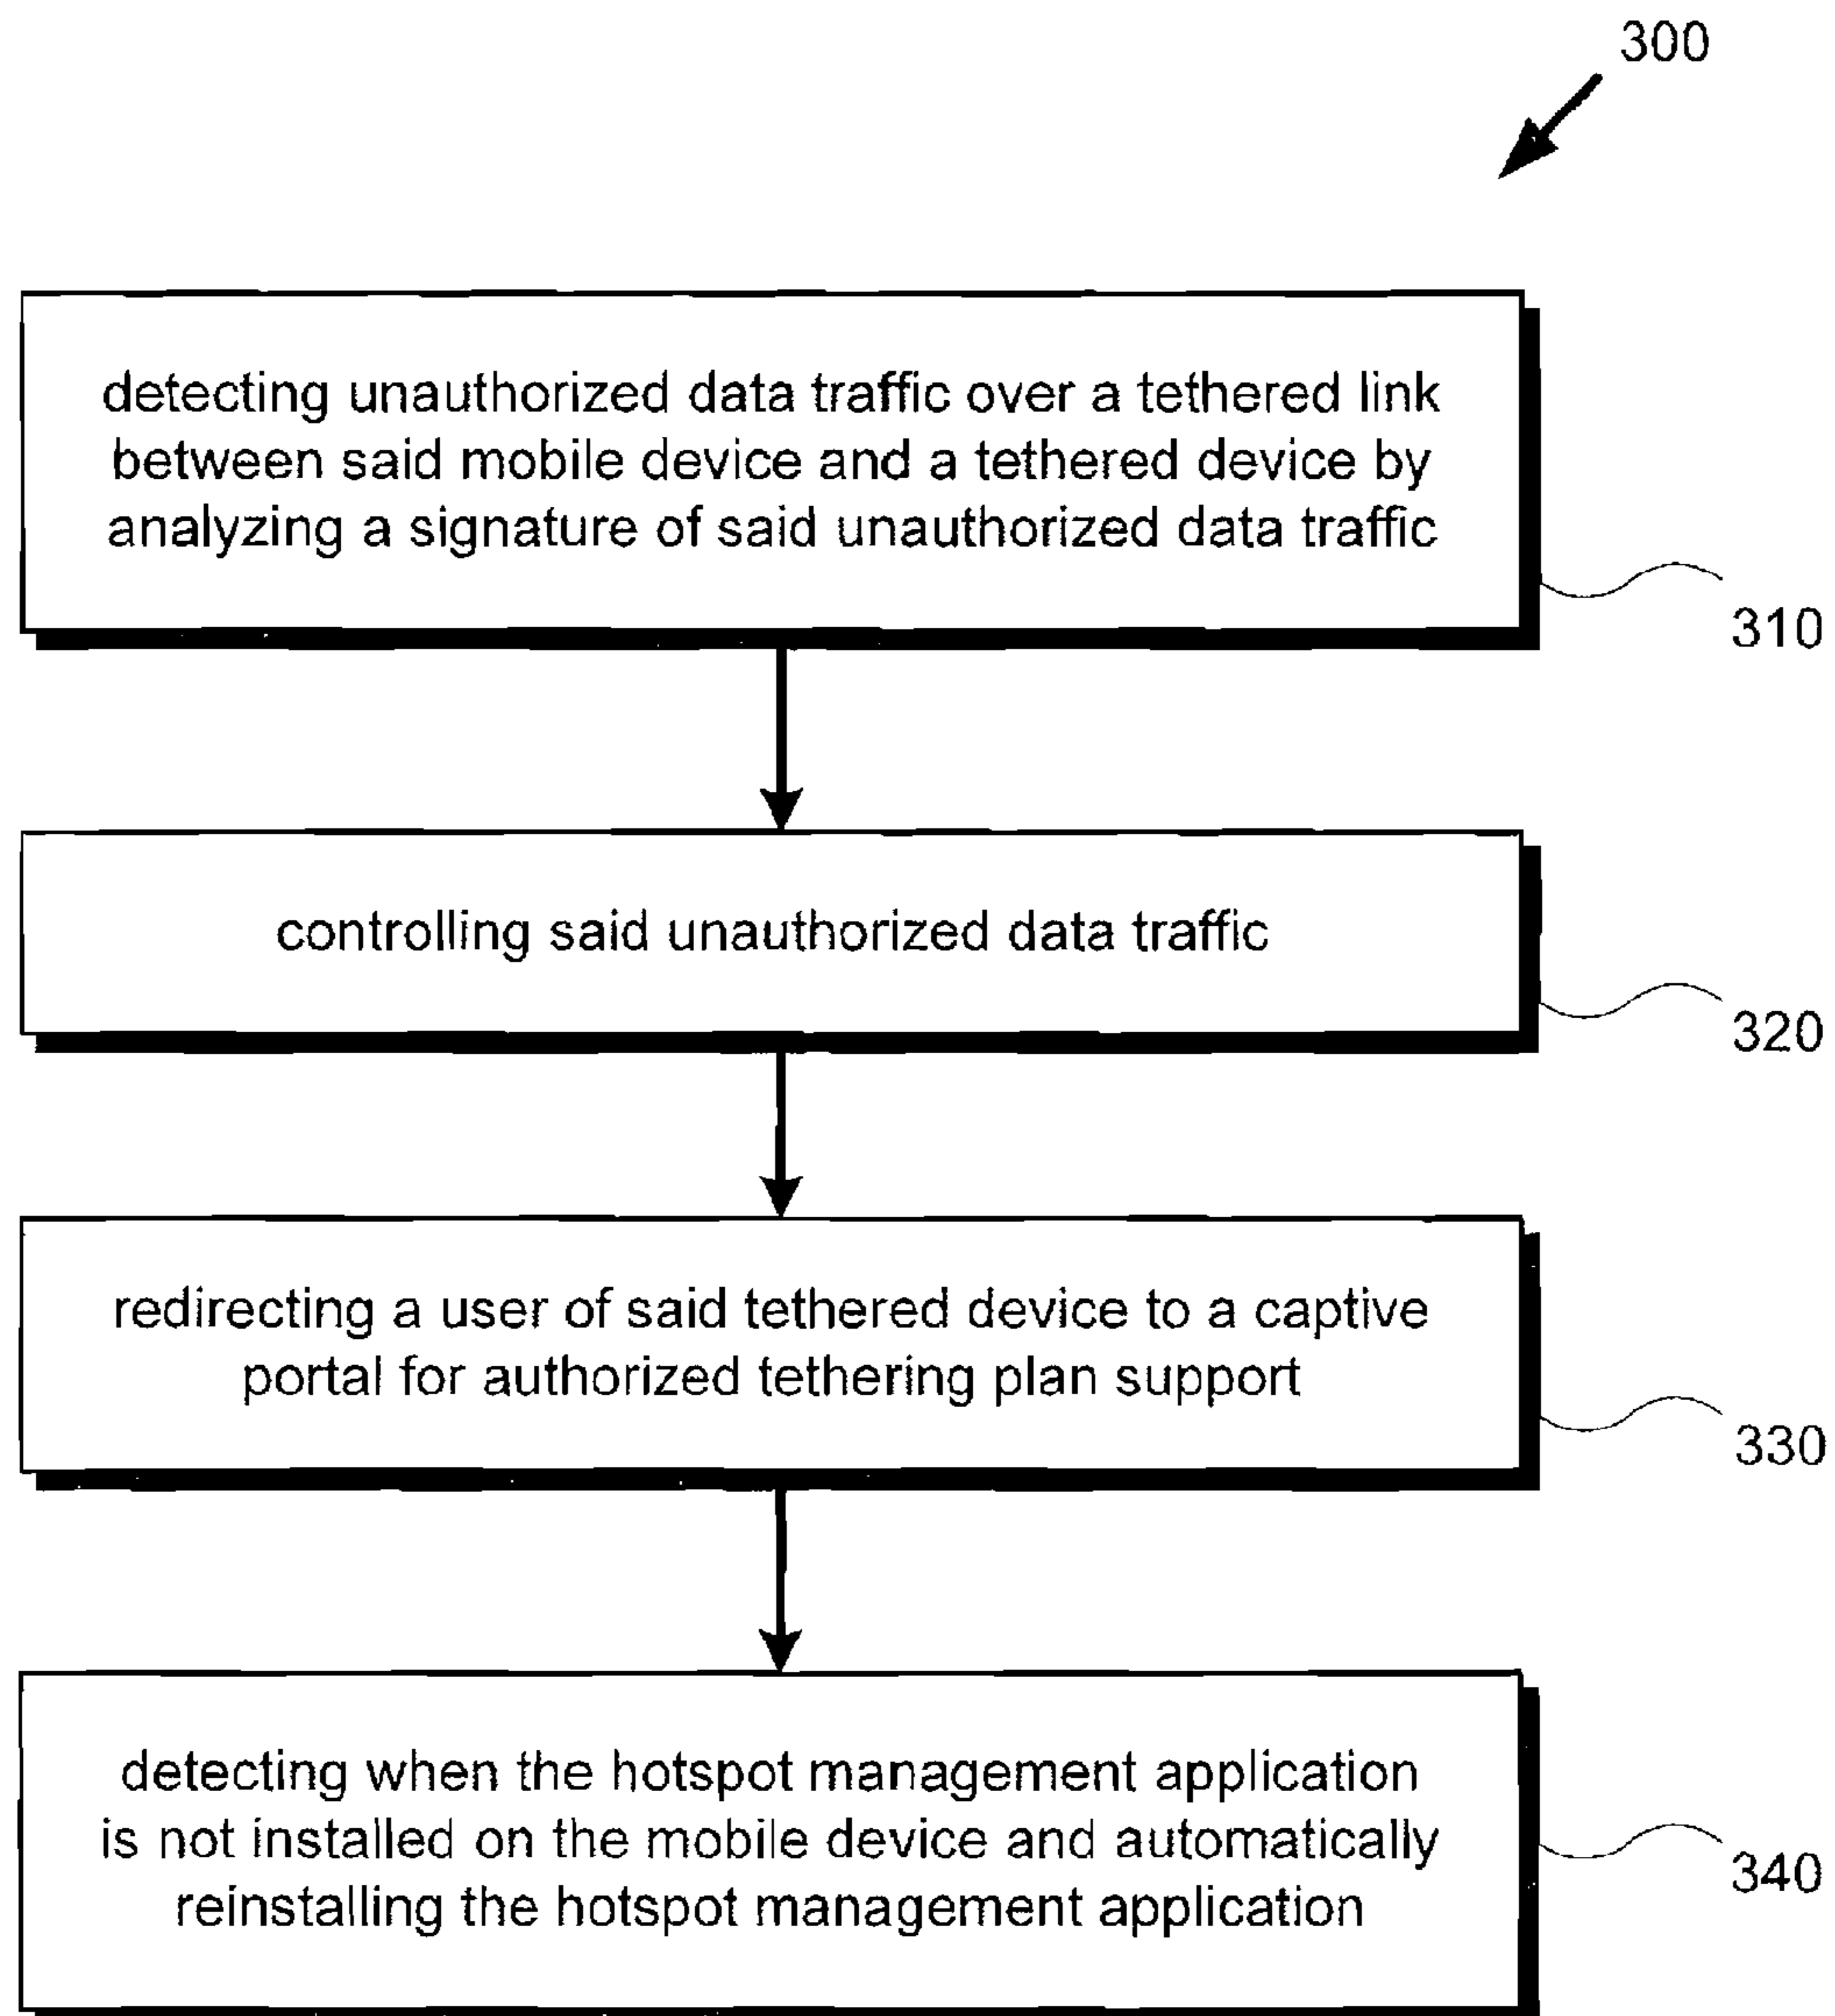 300
detecting unauthorized data traffic over a tethered link
between said mobile device and a tethered device by
analyzing a signature of said unauthorized data traffic
310
controlling said unauthorized data traffic
320
redirecting a user of said tethered device to a captive
portal for authorized tethering plan support
330
detecting when the hotspot management application
is not installed on the mobile device and automatically
reinstalling the hotspot management application
340